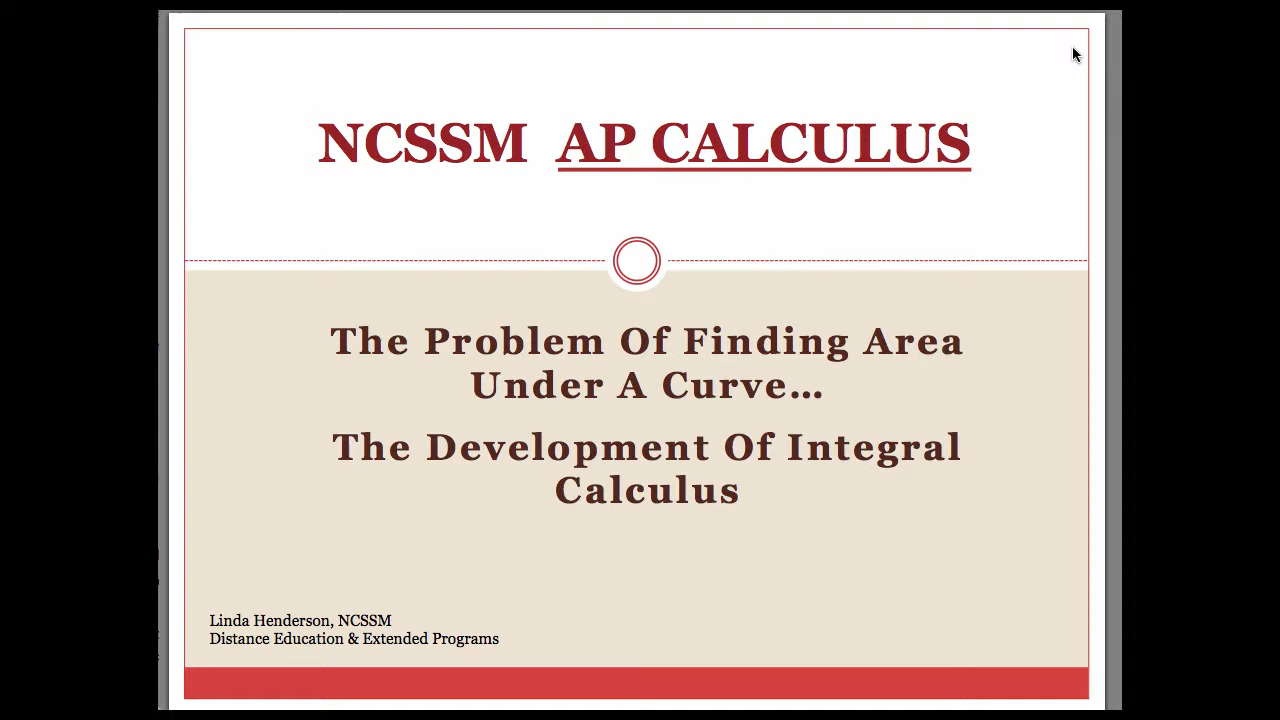 NCSSM AP CALCULUS
The Problem Of Finding Area
Under A Curve…
The Development Of Integral
Calculus
Linda Henderson, NCSSM
Distance Education & Extended Programs